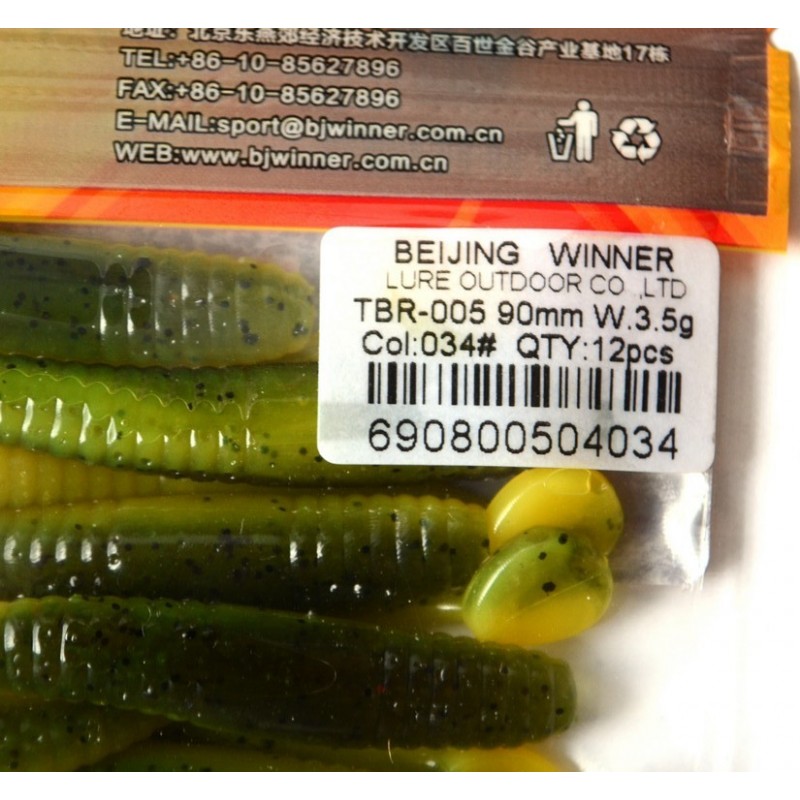 地址：北京东燕郊经济技术开发区百世金谷产业基地17栋
TEL:+86-10-85627896
FAX:+86-10-85627896
E-MAIL:sport@bjwinner.com.cn
WEB:www.bjwinner.com.cn
BEIJING WINNER
LURE OUTDOOR CO .,LTD
TBR-005 90mm W.3.5g
Col:034# QTY:12pcs
690800504034